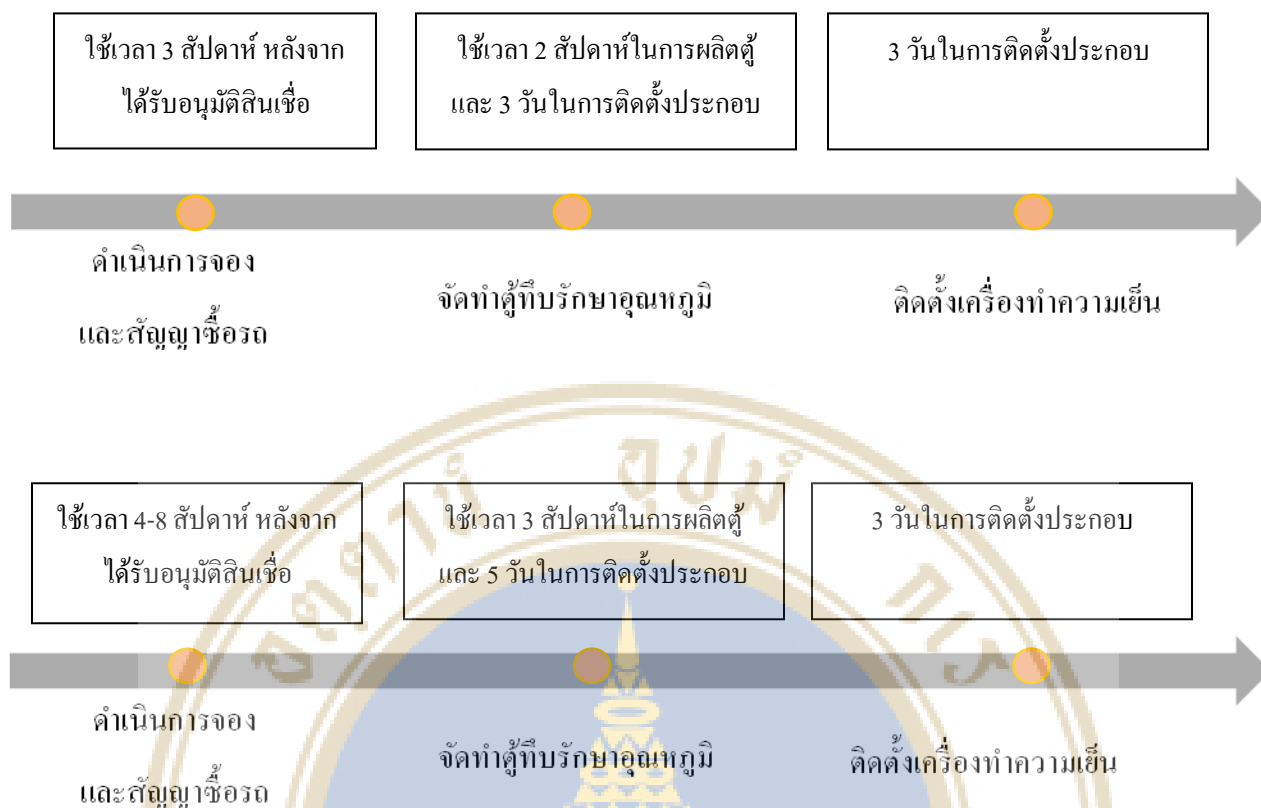 ใช้เวลา 3 สัปดาห์ หลังจาก
ได้รับอนุมัติสินเชื่อ
ใช้เวลา 2 สัปดาห์ในการผลิตตู้
และ 3 วันในการติดตั้งประกอบ
3 วันในการติดตั้งประกอบ
ดำเนินการจอง
และสัญญาซื้อรถ
จัดทำตู้ทึบรักษาอุณหภูมิ
ติดตั้งเครื่องทำความเย็น
ใช้เวลา 4-8 สัปดาห์ หลังจาก
ได้รับอนุมัติสินเชื่อ
ใช้เวลา 3 สัปดาห์ในการผลิตตู้
และ 5 วันในการติดตั้งประกอบ
3 วันในการติดตั้งประกอบ
ดำเนินการจอง
และสัญญาซื้อรถ
จัดทำตู้ทึบรักษาอุณหภูมิ
ติดตั้งเครื่องทำความเย็น
อตฺตานํ อุปมํ กเร